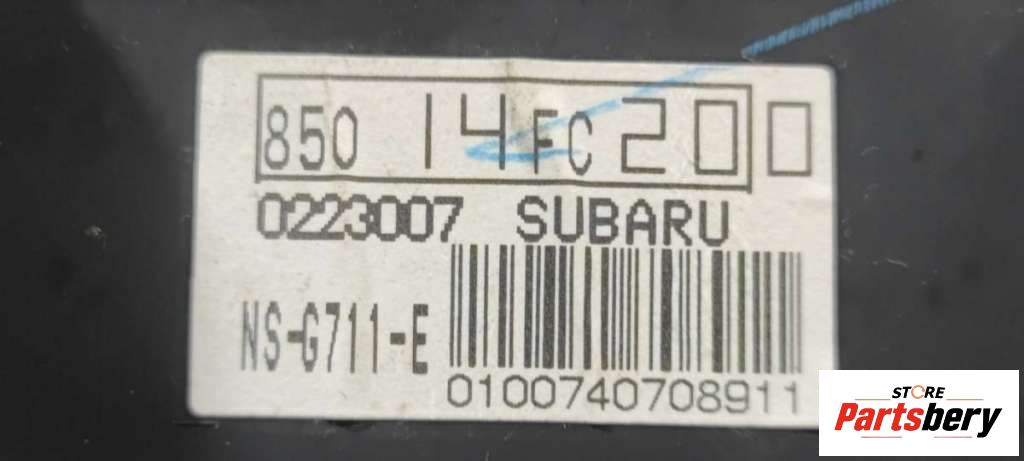 850 14FC200
0223007 SUBARU
NS-G711-E
0100740708911
STORE
Partsbery